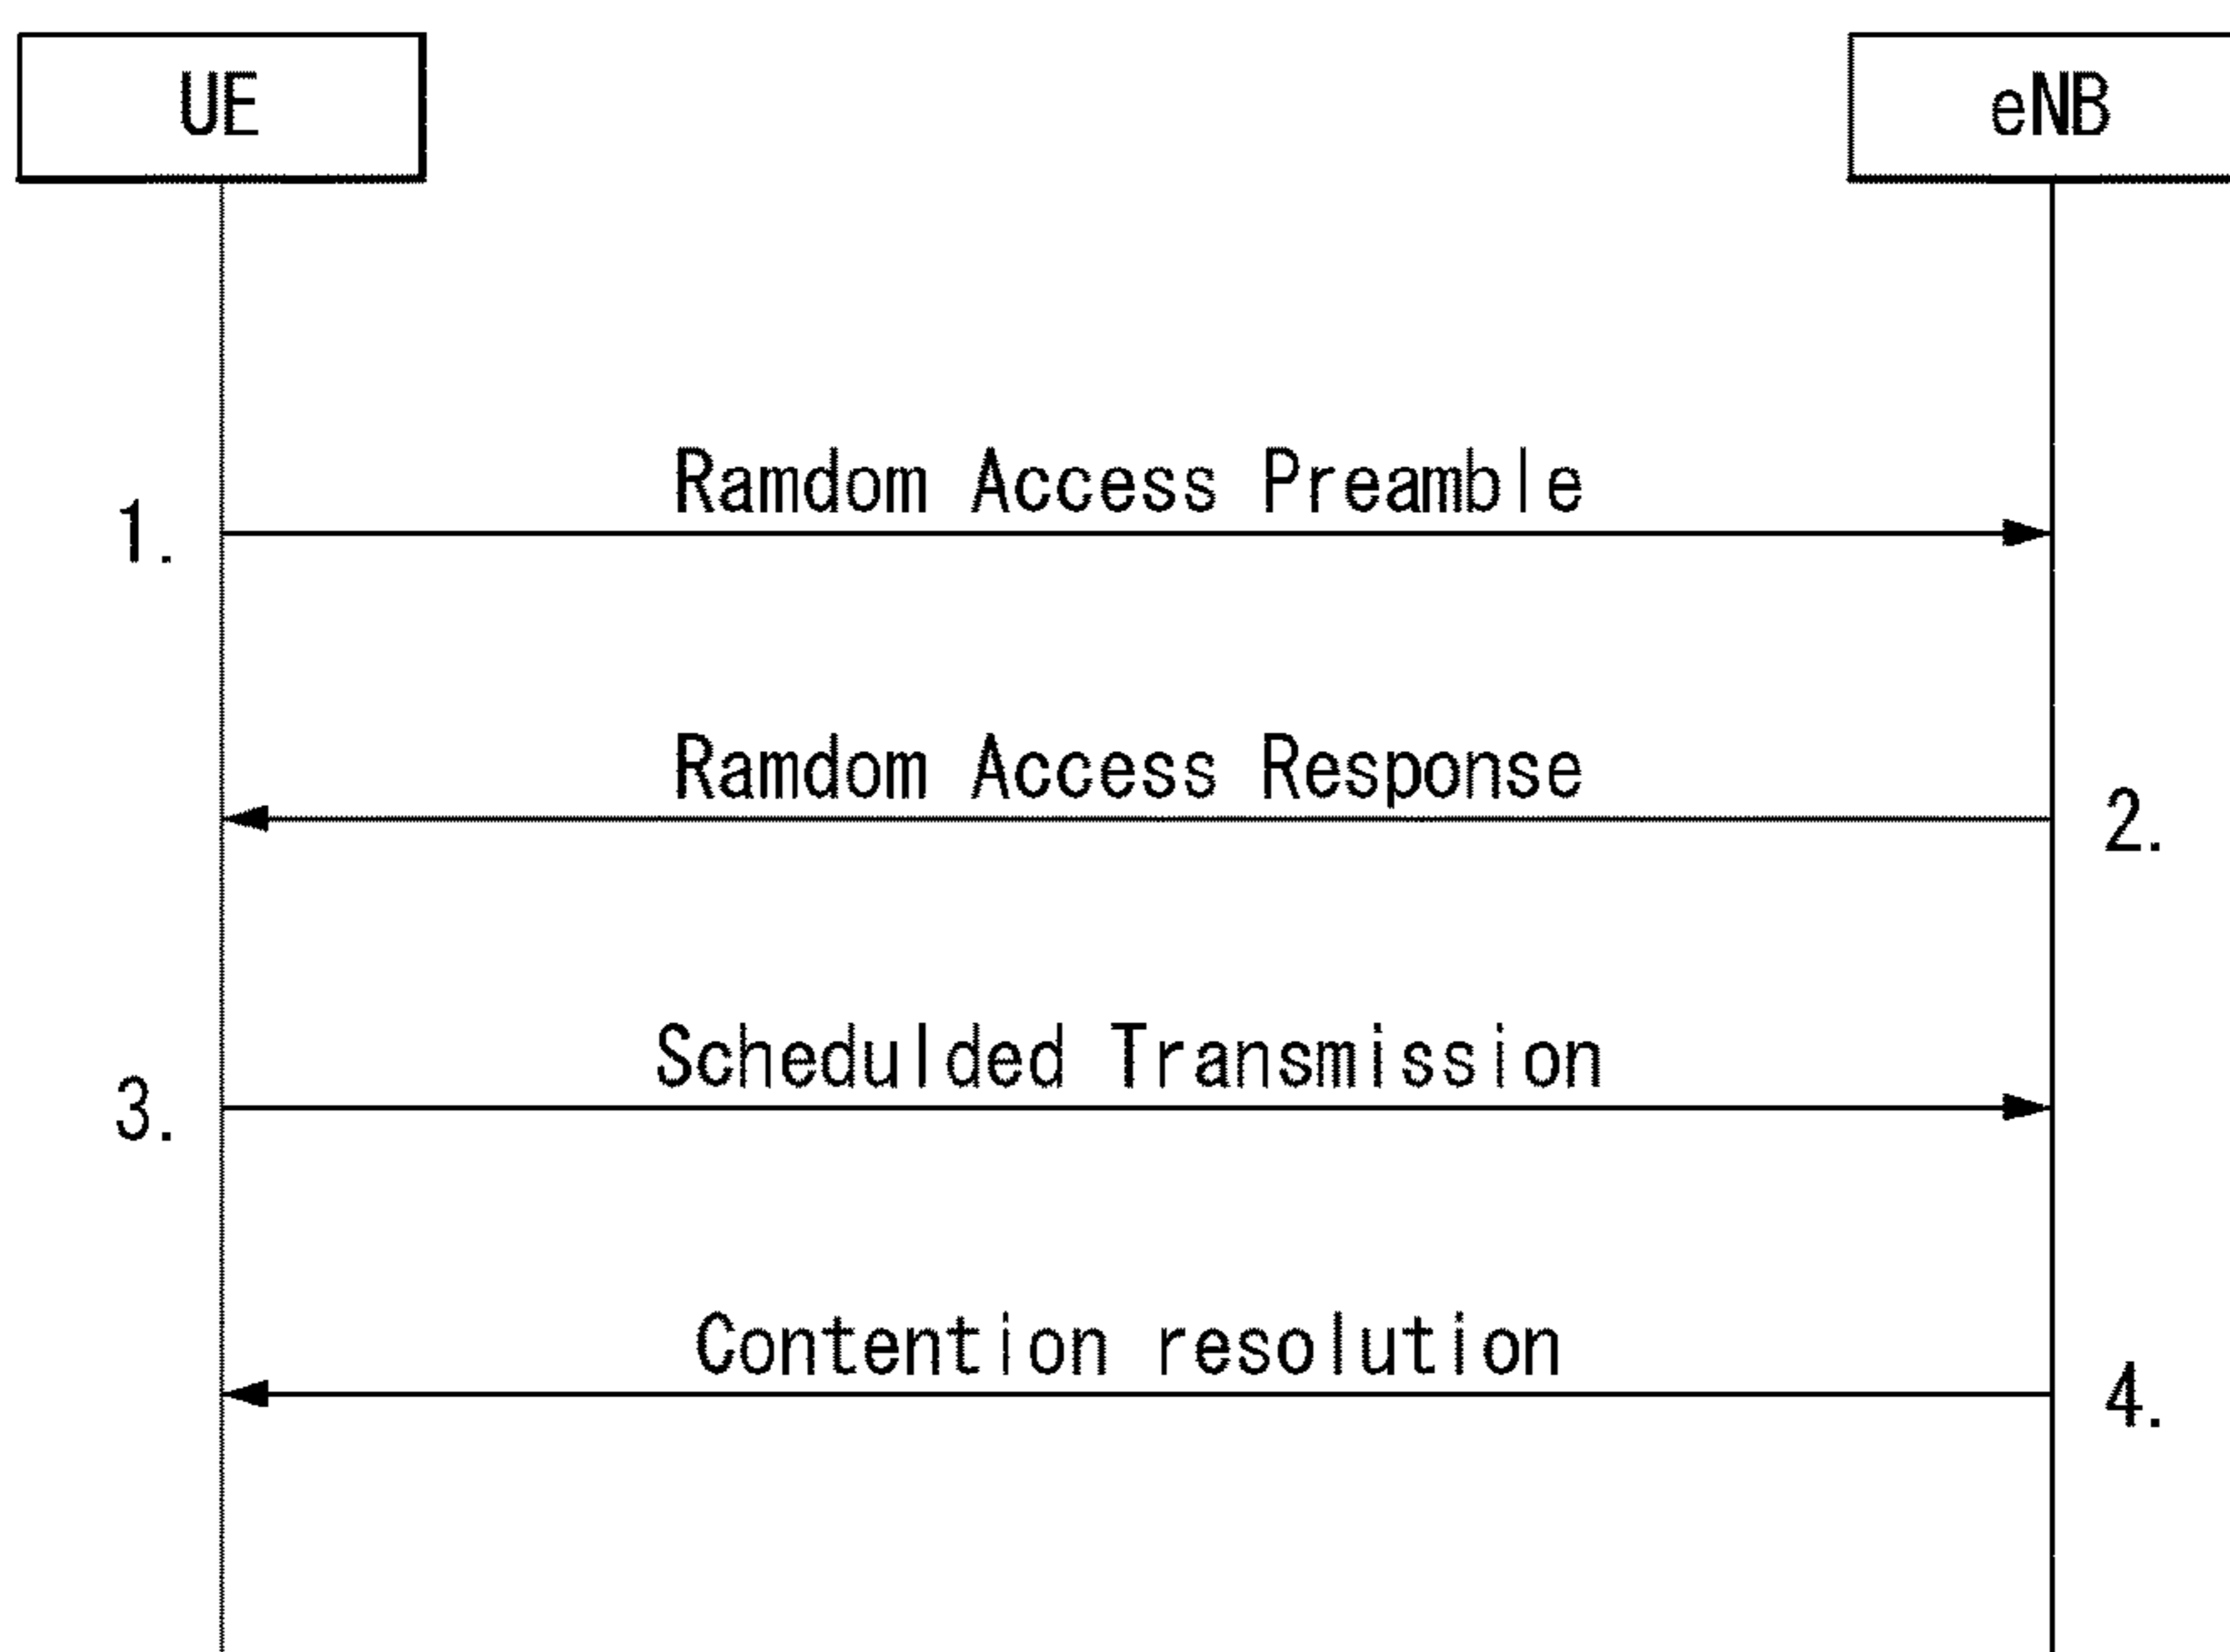 UE
eNB
Ramdom Access Preamble
1.
Ramdom Access Response
2.
Schedulded Transmission
3.
Contention resolution
4.